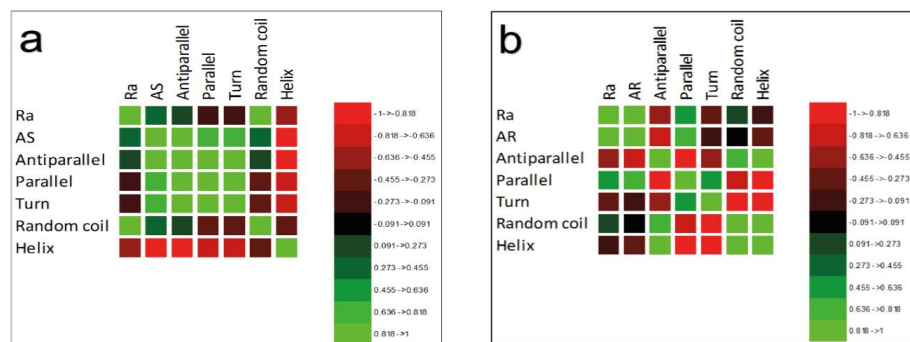 a
Ra
AS
Antiparallel
Parallel
Turn
Random coil
Helix
Ra
AS
Antiparallel
Parallel
Turn
Random coil
Helix
-1->-0.818
-0.818->-0.636
-0.636->-0.455
-0.455->-0.273
-0.273->-0.091
-0.091->0.091
0.091->0.273
0.273->0.455
0.455->0.636
0.636->0.818
0.818->1
b
Ra
AR
Antiparallel
Parallel
Turn
Random coil
Helix
Ra
AR
Antiparallel
Parallel
Turn
Random coil
Helix
-1->-0.818
-0.818->-0.636
-0.636->-0.455
-0.455->-0.273
-0.273->-0.091
-0.091->0.091
0.091->0.273
0.273->0.455
0.455->0.636
0.636->0.818
0.818->1